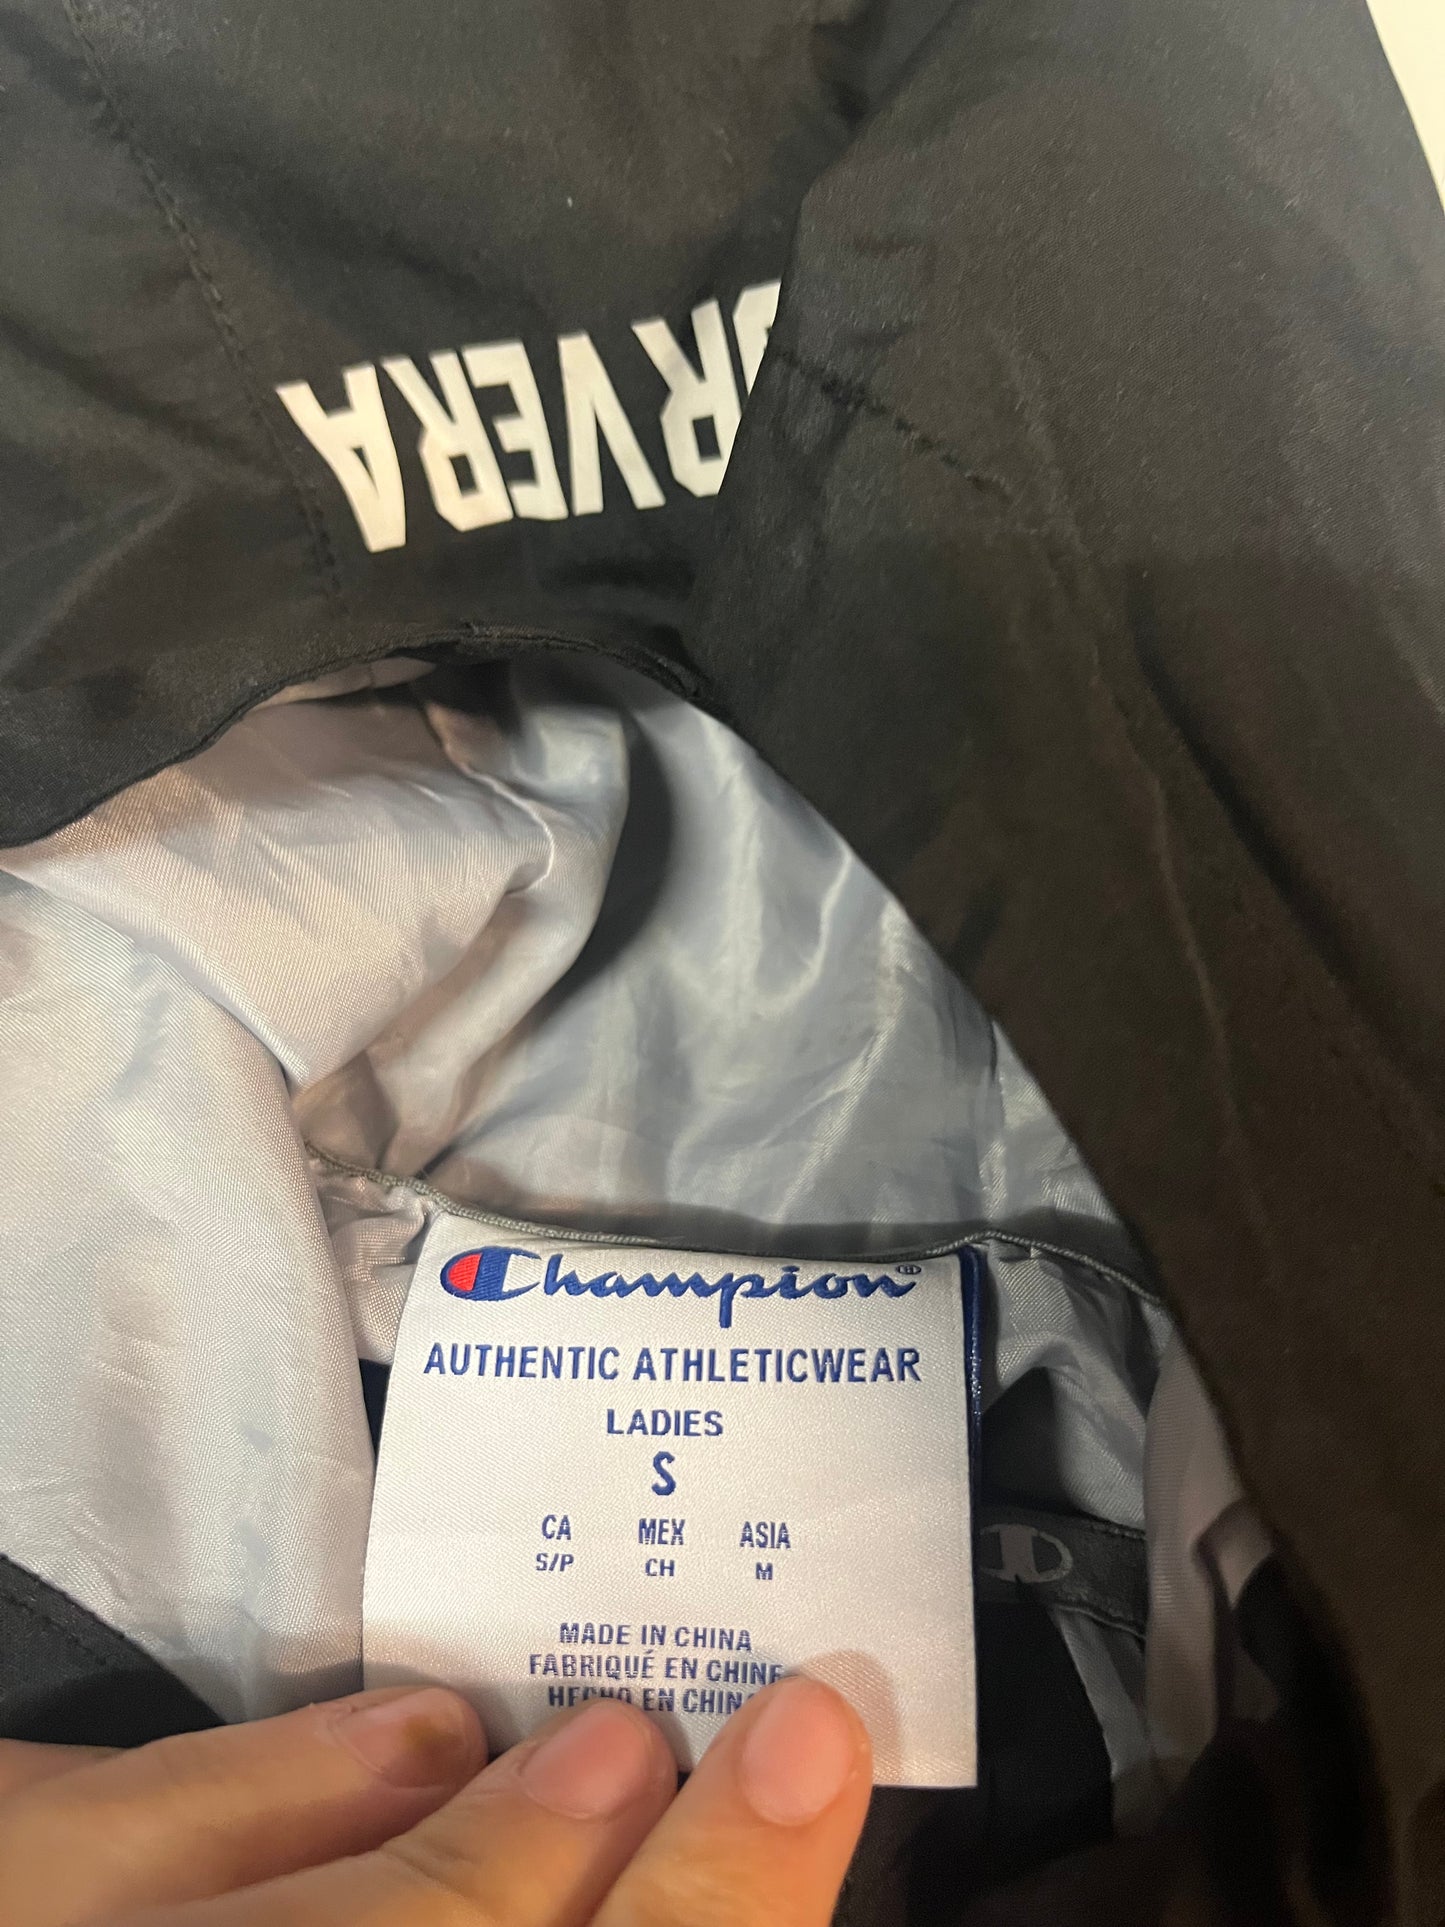 RVERA
Champion®
AUTHENTIC ATHLETICWEAR
LADIES
S
CA MEX ASIA
S/P CH M
MADE IN CHINA
FABRIQUÉ EN CHINE
HECHO EN CHINA